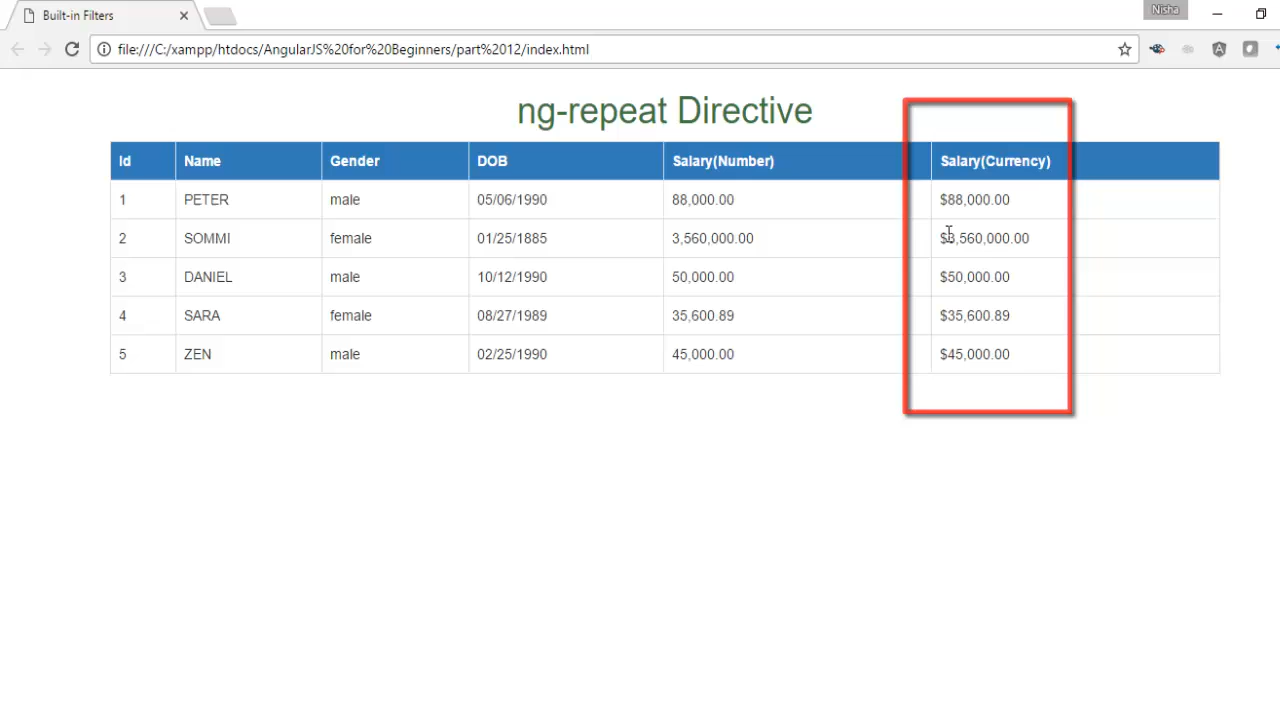 Built-in Filters
Nisha
file:///C:/xampp/htdocs/AngularJS%20for%20Beginners/part%2012/index.html
ng-repeat Directive
Id Name Gender DOB Salary(Number) Salary(Currency)
1 PETER male 05/06/1990 88,000.00 $88,000.00
2 SOMMI female 01/25/1885 3,560,000.00 $3,560,000.00
3 DANIEL male 10/12/1990 50,000.00 $50,000.00
4 SARA female 08/27/1989 35,600.89 $35,600.89
5 ZEN male 02/25/1990 45,000.00 $45,000.00